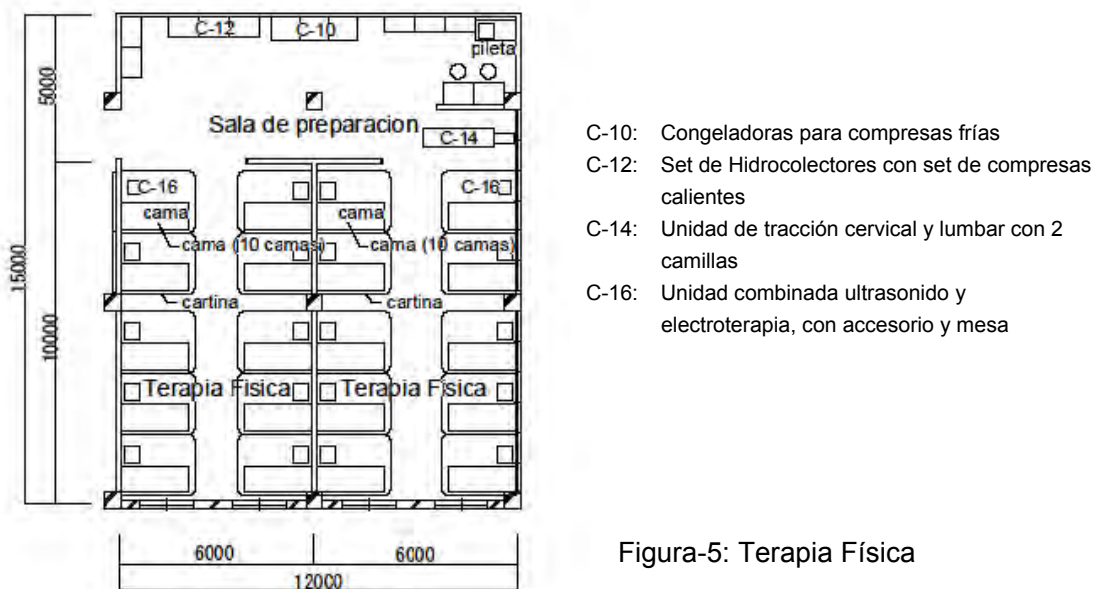 C-12
C-10
pileta
5000
Sala de preparacion
C-14
C-16
C-16
cama
cama
cama (10 camas)
cama (10 camas)
15000
cartina
cartina
10000
Terapia Fisica
Terapia Fisica
6000
6000
12000
C-10: Congeladoras para compresas frías
C-12: Set de Hidrocolectores con set de compresas
calientes
C-14: Unidad de tracción cervical y lumbar con 2
camillas
C-16: Unidad combinada ultrasonido y
electroterapia, con accesorio y mesa
Figura-5: Terapia Física